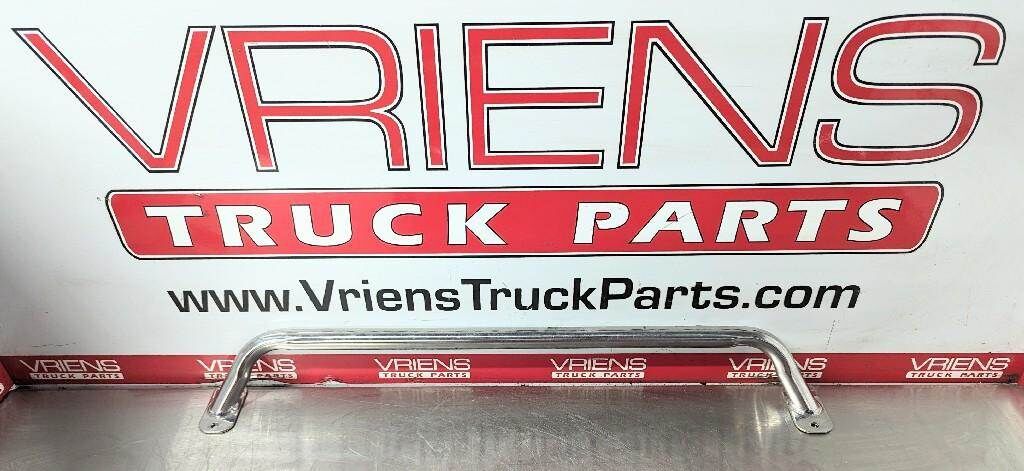 VRIENS
TRUCK PARTS
www.VriensTruckParts.com
VRIENS VRIENS VRIENS VRIENS VRIENS VRIENS
TRUCK PARTS TRUCK PARTS TRUCK PARTS TRUCK PARTS TRUCK PARTS TRUCK PARTS